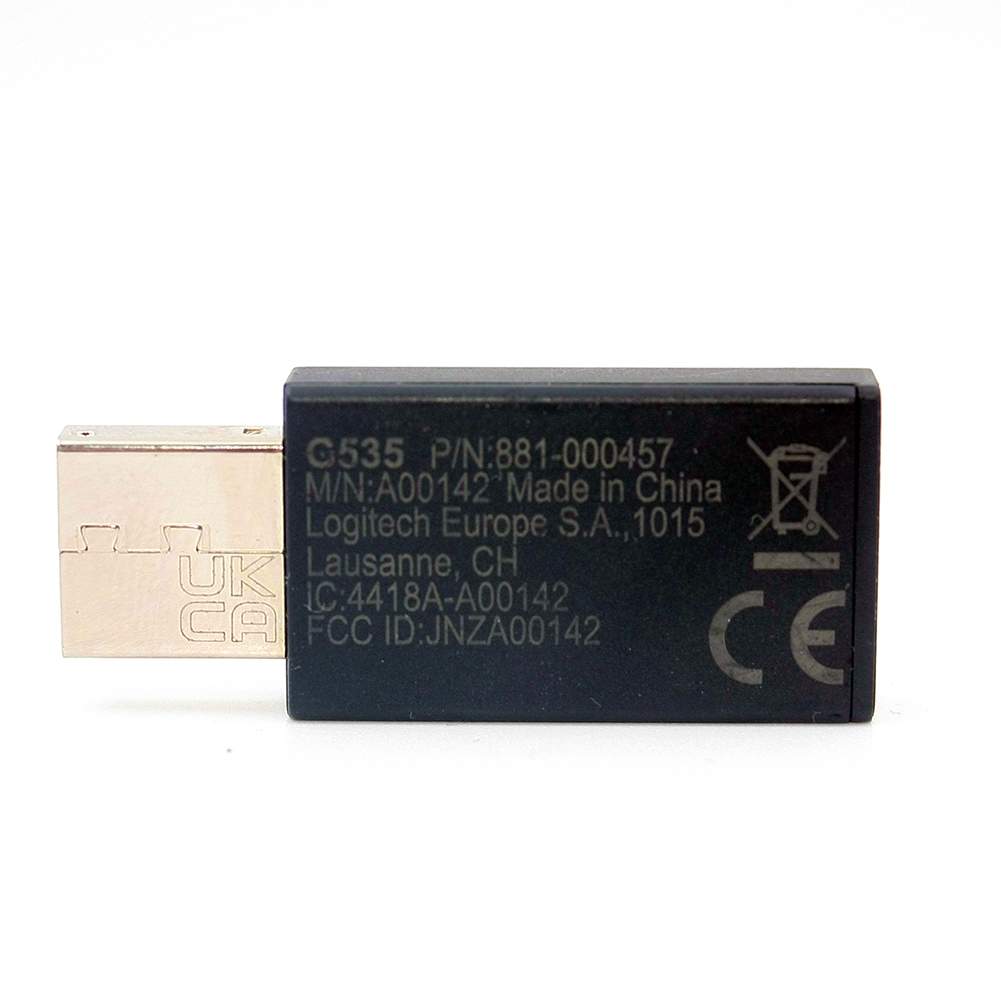 G535 P/N:881-000457
M/N:A00142 Made in China
Logitech Europe S.A.,1015
Lausanne, CH
IC:4418A-A00142
FCC ID:JNZA00142
CE
UK
CA